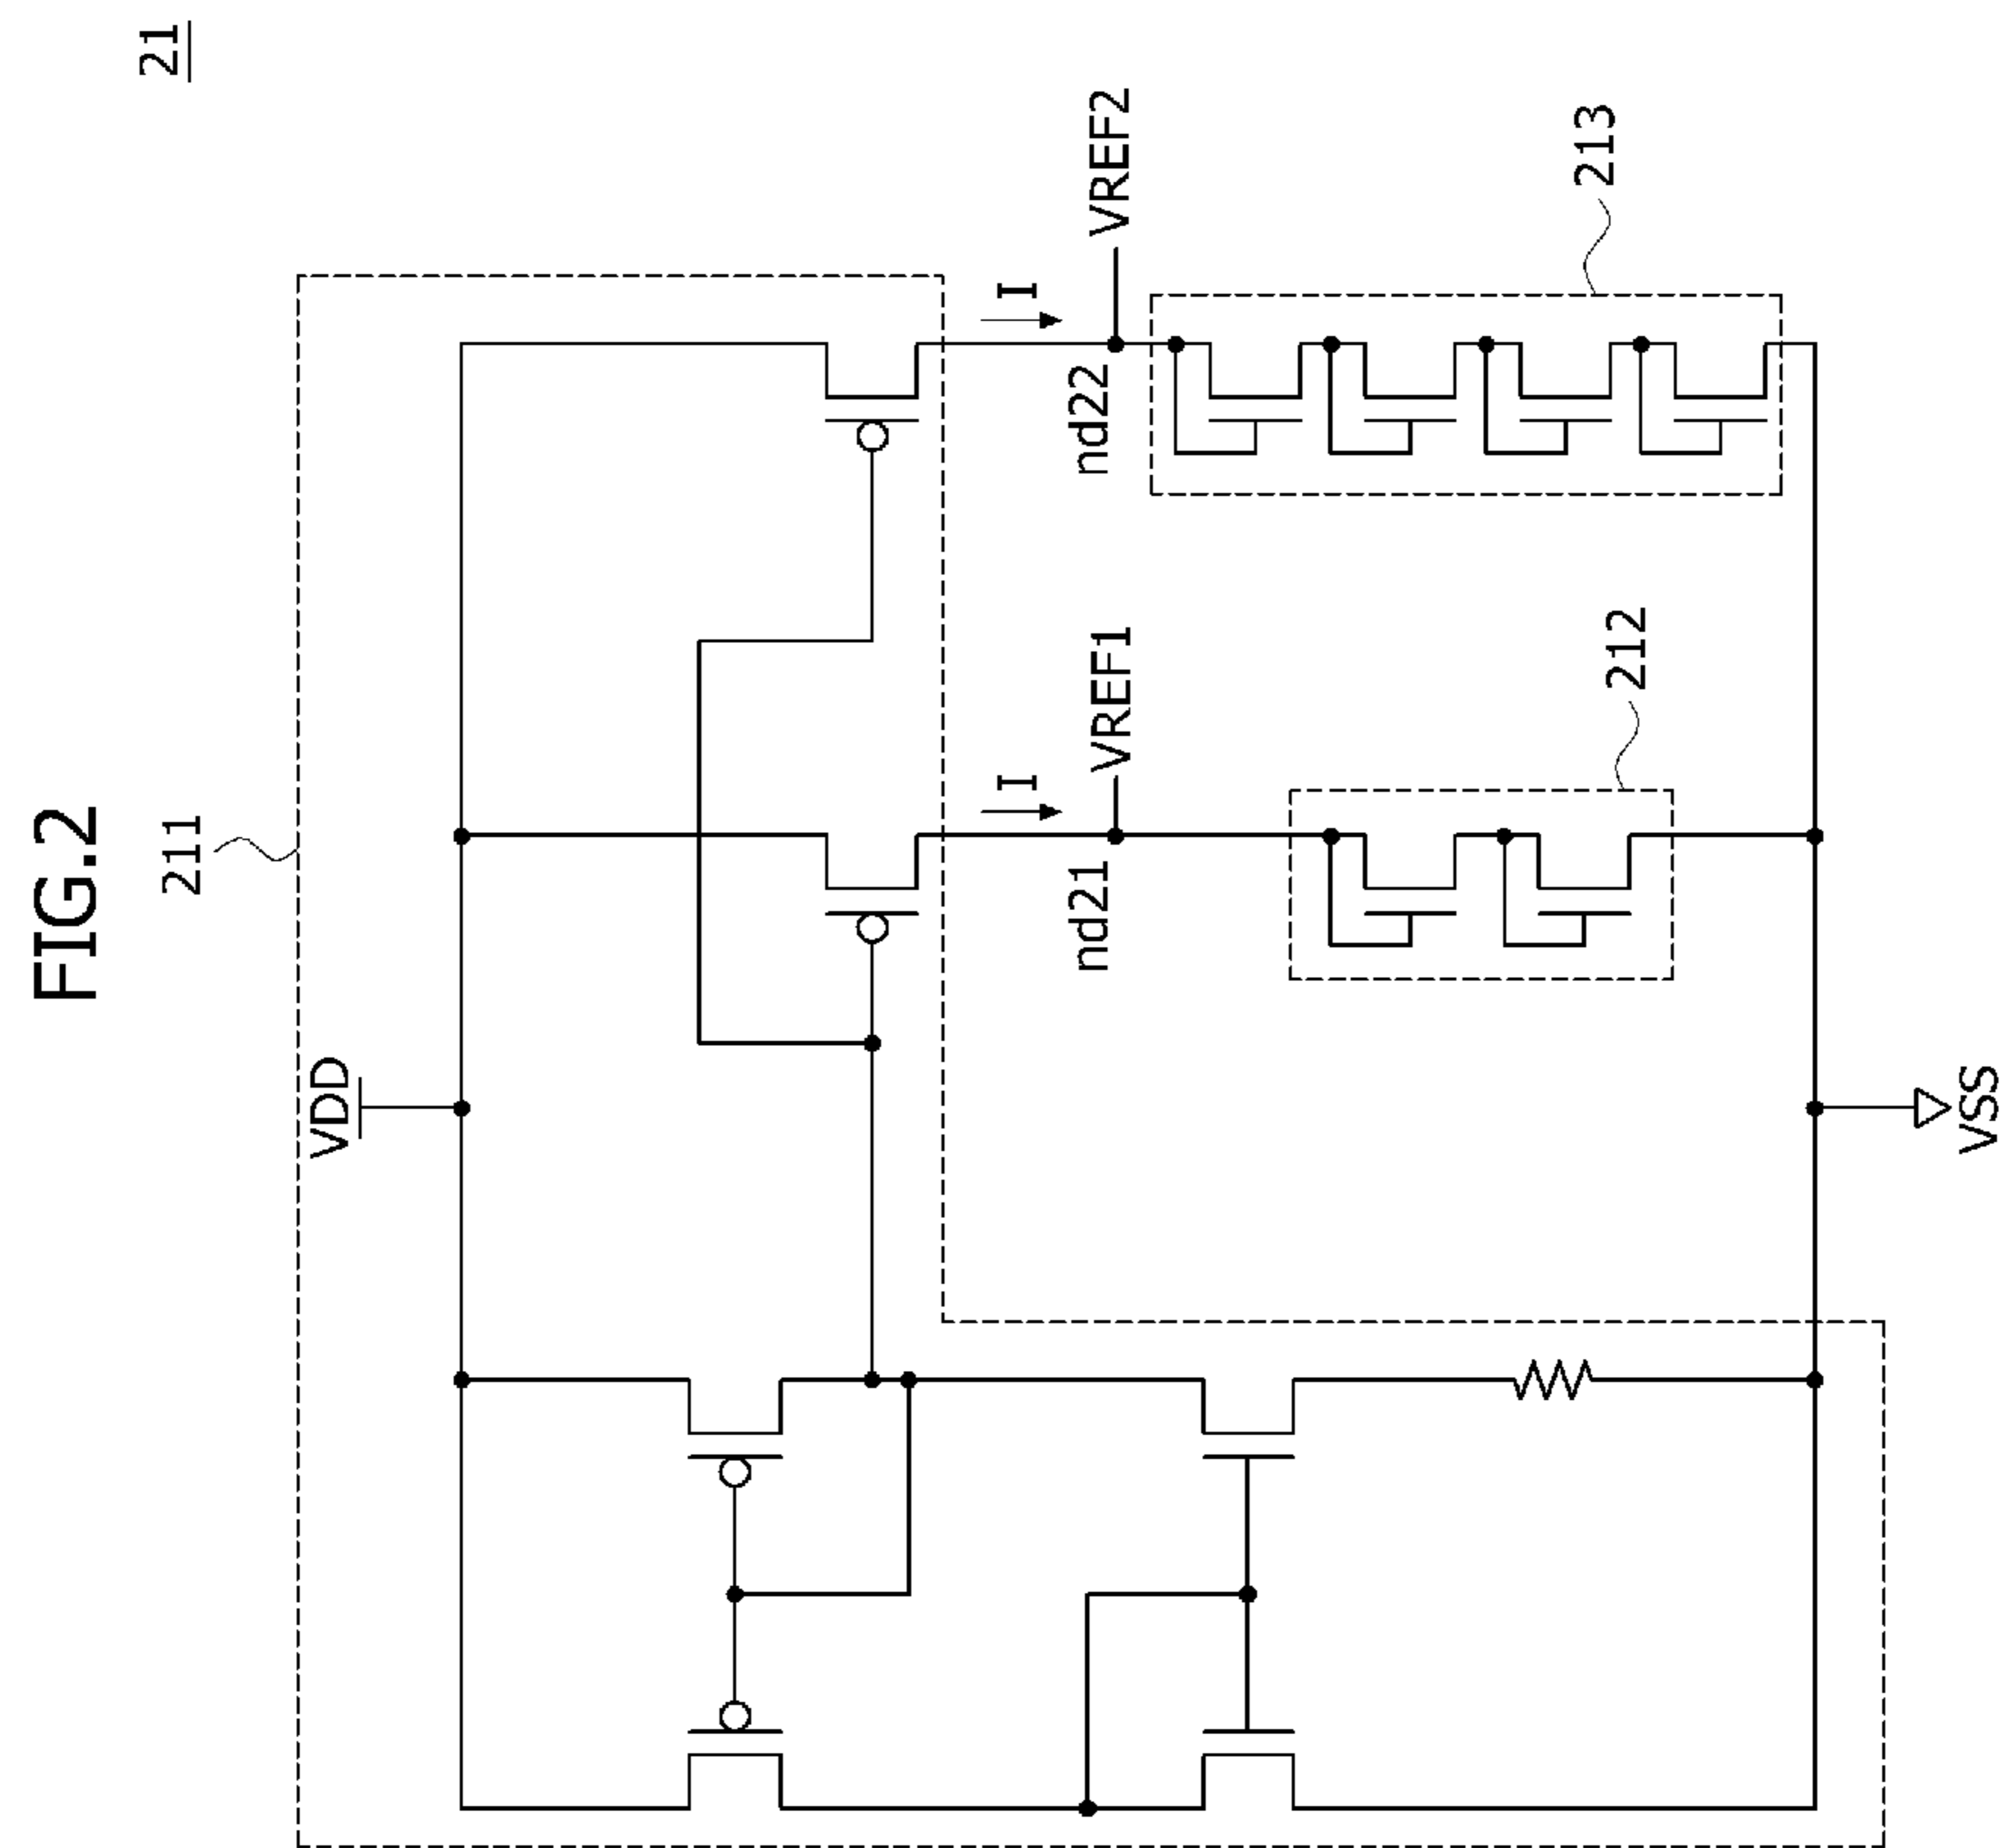 FIG.2
21
211
VDD
I
I
nd21
VREF1
nd22
VREF2
212
213
VSS